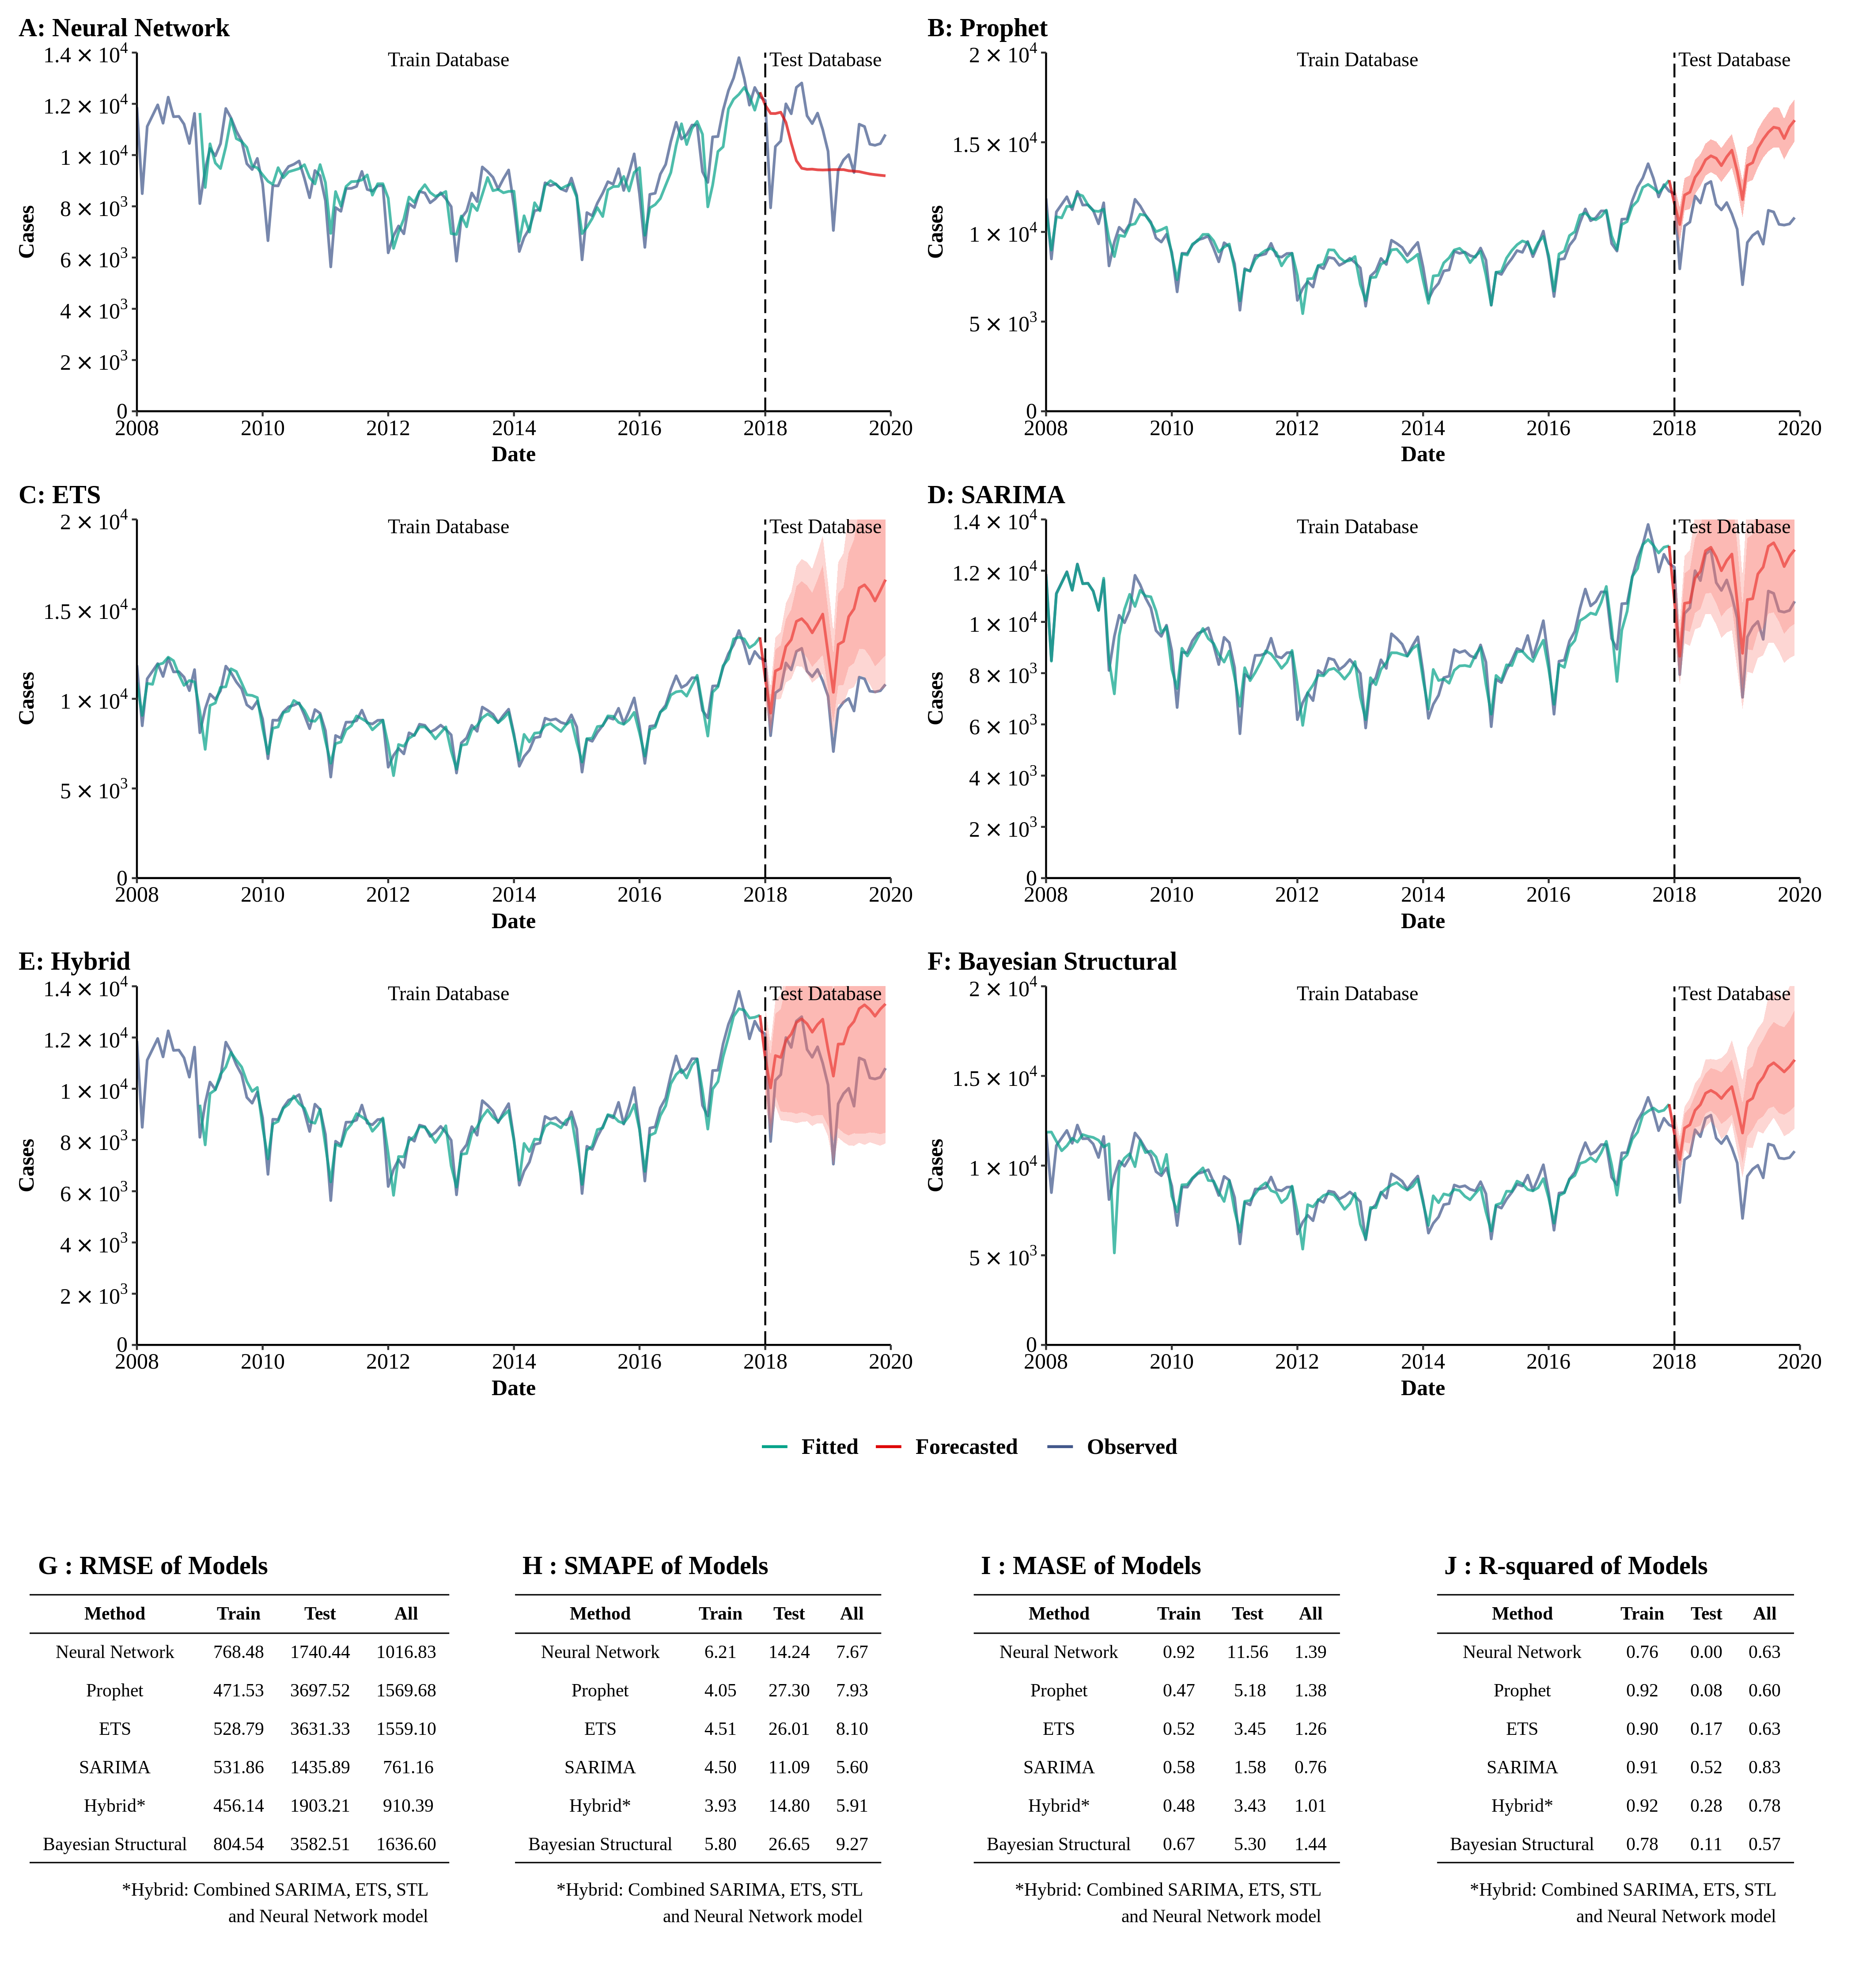 A: Neural Network
1.4 × 10^4
1.2 × 10^4
1 × 10^4
8 × 10^3
6 × 10^3
4 × 10^3
2 × 10^3
0
Cases
Train Database
Test Database
2008 2010 2012 2014 2016 2018 2020
Date
B: Prophet
2 × 10^4
1.5 × 10^4
1 × 10^4
5 × 10^3
0
Cases
Train Database
Test Database
2008 2010 2012 2014 2016 2018 2020
Date
C: ETS
2 × 10^4
1.5 × 10^4
1 × 10^4
5 × 10^3
0
Cases
Train Database
Test Database
2008 2010 2012 2014 2016 2018 2020
Date
D: SARIMA
1.4 × 10^4
1.2 × 10^4
1 × 10^4
8 × 10^3
6 × 10^3
4 × 10^3
2 × 10^3
0
Cases
Train Database
Test Database
2008 2010 2012 2014 2016 2018 2020
Date
E: Hybrid
1.4 × 10^4
1.2 × 10^4
1 × 10^4
8 × 10^3
6 × 10^3
4 × 10^3
2 × 10^3
0
Cases
Train Database
Test Database
2008 2010 2012 2014 2016 2018 2020
Date
F: Bayesian Structural
2 × 10^4
1.5 × 10^4
1 × 10^4
5 × 10^3
0
Cases
Train Database
Test Database
2008 2010 2012 2014 2016 2018 2020
Date
Fitted Forecasted Observed
G : RMSE of Models
Method Train Test All
Neural Network 768.48 1740.44 1016.83
Prophet 471.53 3697.52 1569.68
ETS 528.79 3631.33 1559.10
SARIMA 531.86 1435.89 761.16
Hybrid* 456.14 1903.21 910.39
Bayesian Structural 804.54 3582.51 1636.60
*Hybrid: Combined SARIMA, ETS, STL
and Neural Network model
H : SMAPE of Models
Method Train Test All
Neural Network 6.21 14.24 7.67
Prophet 4.05 27.30 7.93
ETS 4.51 26.01 8.10
SARIMA 4.50 11.09 5.60
Hybrid* 3.93 14.80 5.91
Bayesian Structural 5.80 26.65 9.27
*Hybrid: Combined SARIMA, ETS, STL
and Neural Network model
I : MASE of Models
Method Train Test All
Neural Network 0.92 11.56 1.39
Prophet 0.47 5.18 1.38
ETS 0.52 3.45 1.26
SARIMA 0.58 1.58 0.76
Hybrid* 0.48 3.43 1.01
Bayesian Structural 0.67 5.30 1.44
*Hybrid: Combined SARIMA, ETS, STL
and Neural Network model
J : R-squared of Models
Method Train Test All
Neural Network 0.76 0.00 0.63
Prophet 0.92 0.08 0.60
ETS 0.90 0.17 0.63
SARIMA 0.91 0.52 0.83
Hybrid* 0.92 0.28 0.78
Bayesian Structural 0.78 0.11 0.57
*Hybrid: Combined SARIMA, ETS, STL
and Neural Network model